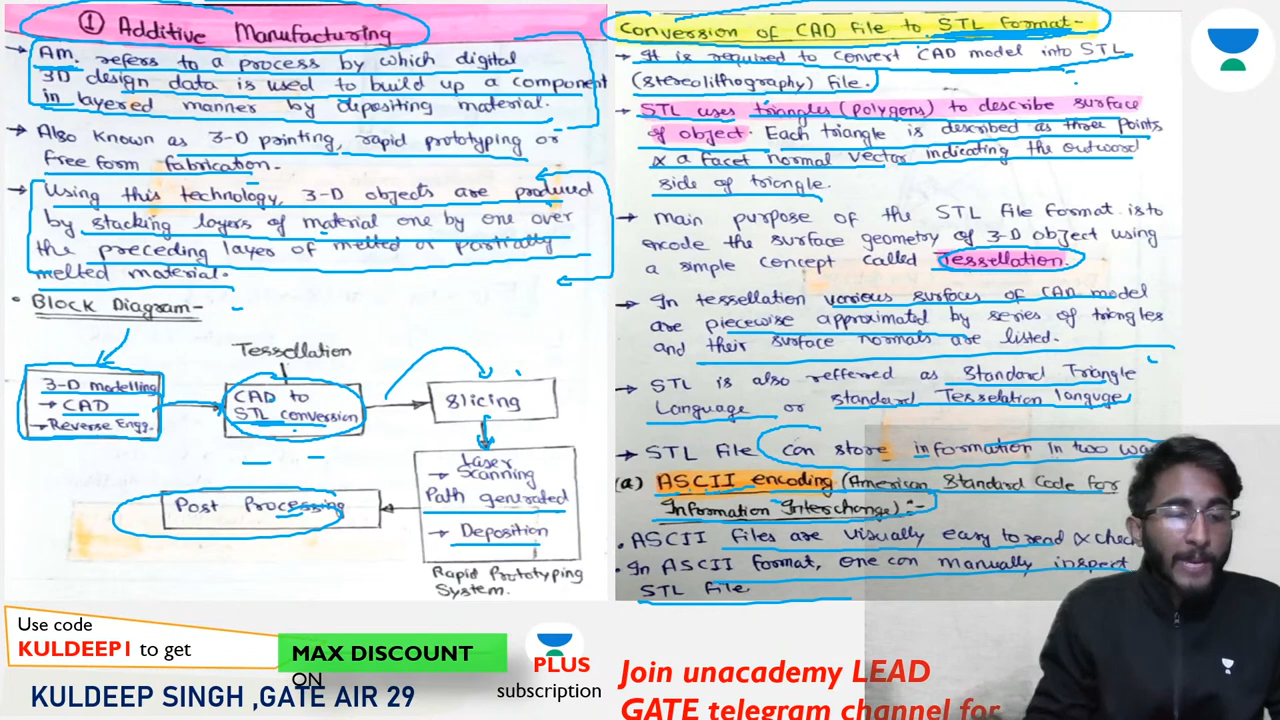 ① Additive Manufacturing
→ Am. refers to a process by which digital
3D design data is used to build up a component
in layered manner by depositing material.
→ Also known as 3-D printing, rapid prototyping or
free form fabrication.
→ Using this technology, 3-D objects are produced
by stacking layers of material one by one over
the preceding layer of melted or partially
melted material.
• Block Diagram-
Tessellation
3-D modelling
→ CAD
→ Reverse Engg.
CAD to
STL conversion
Slicing
Laser
→ Scanning
Path generated
→ Deposition
Post Processing
Rapid Prototyping
System.
Conversion of CAD file to STL format-
→ It is required to convert CAD model into STL
(stereolithography) file.
→ STL uses triangles (polygons) to describe surface
of object. Each triangle is described as three points
& a facet normal vector indicating the outward
side of triangle.
→ main purpose of the STL file format is to
encode the surface geometry of 3-D object using
a simple concept called Tessellation.
→ In tessellation various surfaces of CAD model
are piecewise approximated by series of triangles
and their surface normals are listed.
→ STL is also reffered as Standard Triangle
Language or standard Tesselation languge
→ STL file can store information in two
(a) ASCII encoding (American Standard Code for
Information Interchange) :-
• ASCII files are visually easy to read &
• In ASCII format, one can manually inspect
STL file
Use code
KULDEEP1 to get
MAX DISCOUNT
ON
PLUS
subscription
KULDEEP SINGH ,GATE AIR 29
Join unacademy LEAD
GATE telegram channel for